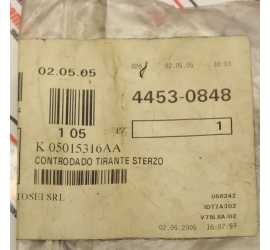 02.05.05
02.05.05
4453-0848
1 05
1
K 05015316AA
CONTRODADO TIRANTE STERZO
TOSEI SRL
02.05.2005